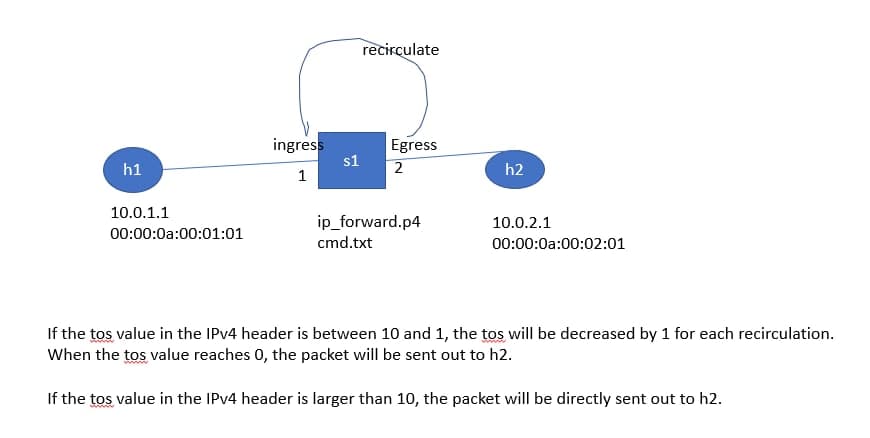 recirculate
ingress
Egress
h1
s1
h2
1
2
10.0.1.1
00:00:0a:00:01:01
ip_forward.p4
cmd.txt
10.0.2.1
00:00:0a:00:02:01
If the tos value in the IPv4 header is between 10 and 1, the tos will be decreased by 1 for each recirculation.
When the tos value reaches 0, the packet will be sent out to h2.
If the tos value in the IPv4 header is larger than 10, the packet will be directly sent out to h2.